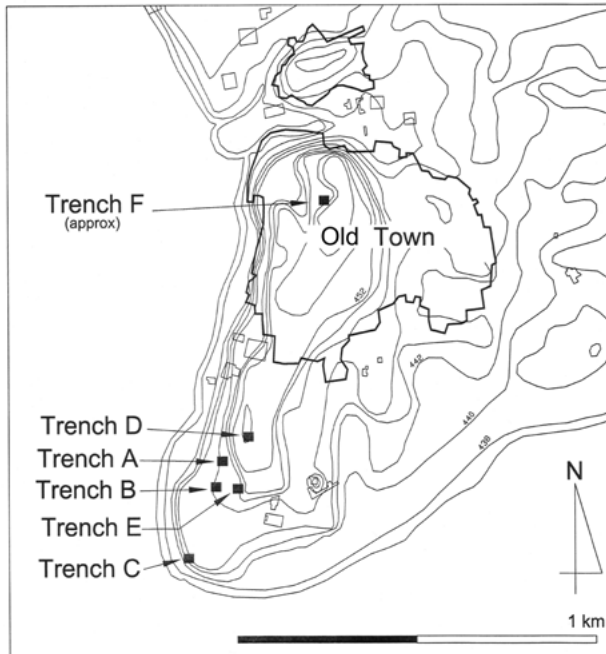 Trench F
(approx)
Old Town
452
442
Trench D
440
438
Trench A
Trench B
Trench E
Trench C
N
1 km